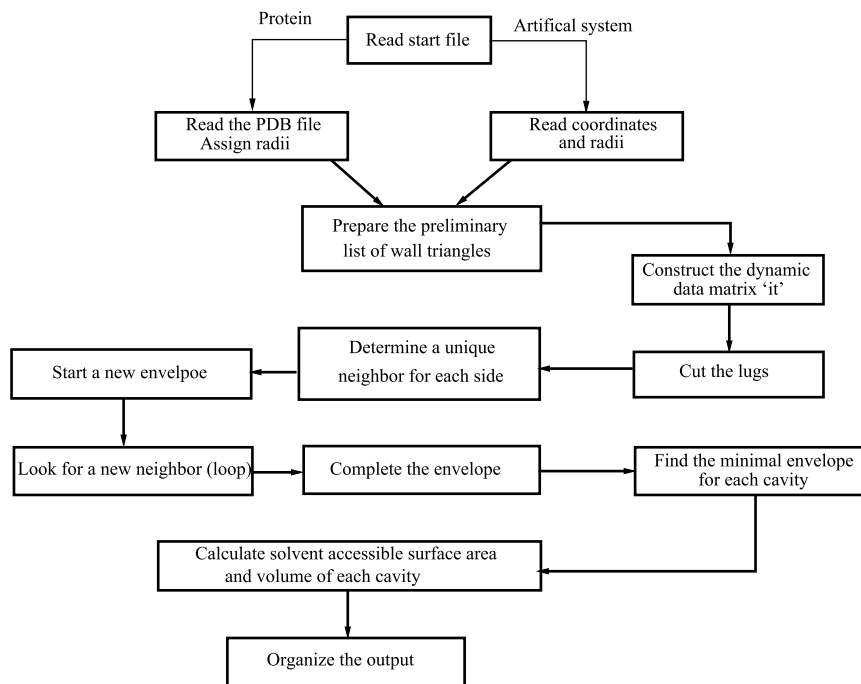 Protein
Artifical system
Read start file
Read the PDB file
Assign radii
Read coordinates
and radii
Prepare the preliminary
list of wall triangles
Construct the dynamic
data matrix ‘it’
Cut the lugs
Determine a unique
neighbor for each side
Start a new envelpoe
Look for a new neighbor (loop)
Complete the envelope
Find the minimal envelope
for each cavity
Calculate solvent accessible surface area
and volume of each cavity
Organize the output